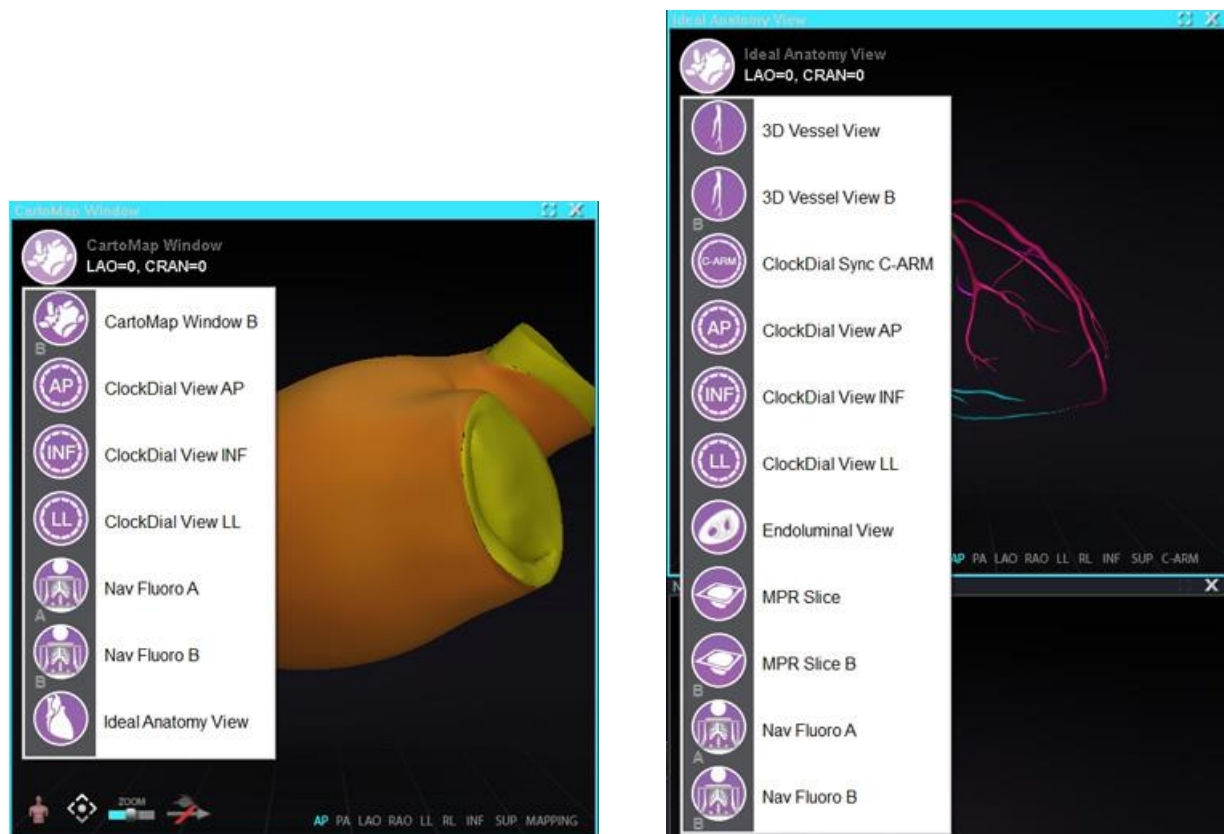 CartoMap Window
CartoMap Window
LAO=0, CRAN=0
CartoMap Window B
B
AP
ClockDial View AP
INF
ClockDial View INF
LL
ClockDial View LL
Nav Fluoro A
A
Nav Fluoro B
B
Ideal Anatomy View
ZOOM
AP PA LAO RAO LL RL INF SUP MAPPING
Ideal Anatomy View
Ideal Anatomy View
LAO=0, CRAN=0
3D Vessel View
3D Vessel View B
B
C-ARM
ClockDial Sync C-ARM
AP
ClockDial View AP
INF
ClockDial View INF
LL
ClockDial View LL
Endoluminal View
AP PA LAO RAO LL RL INF SUP C-ARM
MPR Slice
MPR Slice B
B
Nav Fluoro A
A
Nav Fluoro B
B